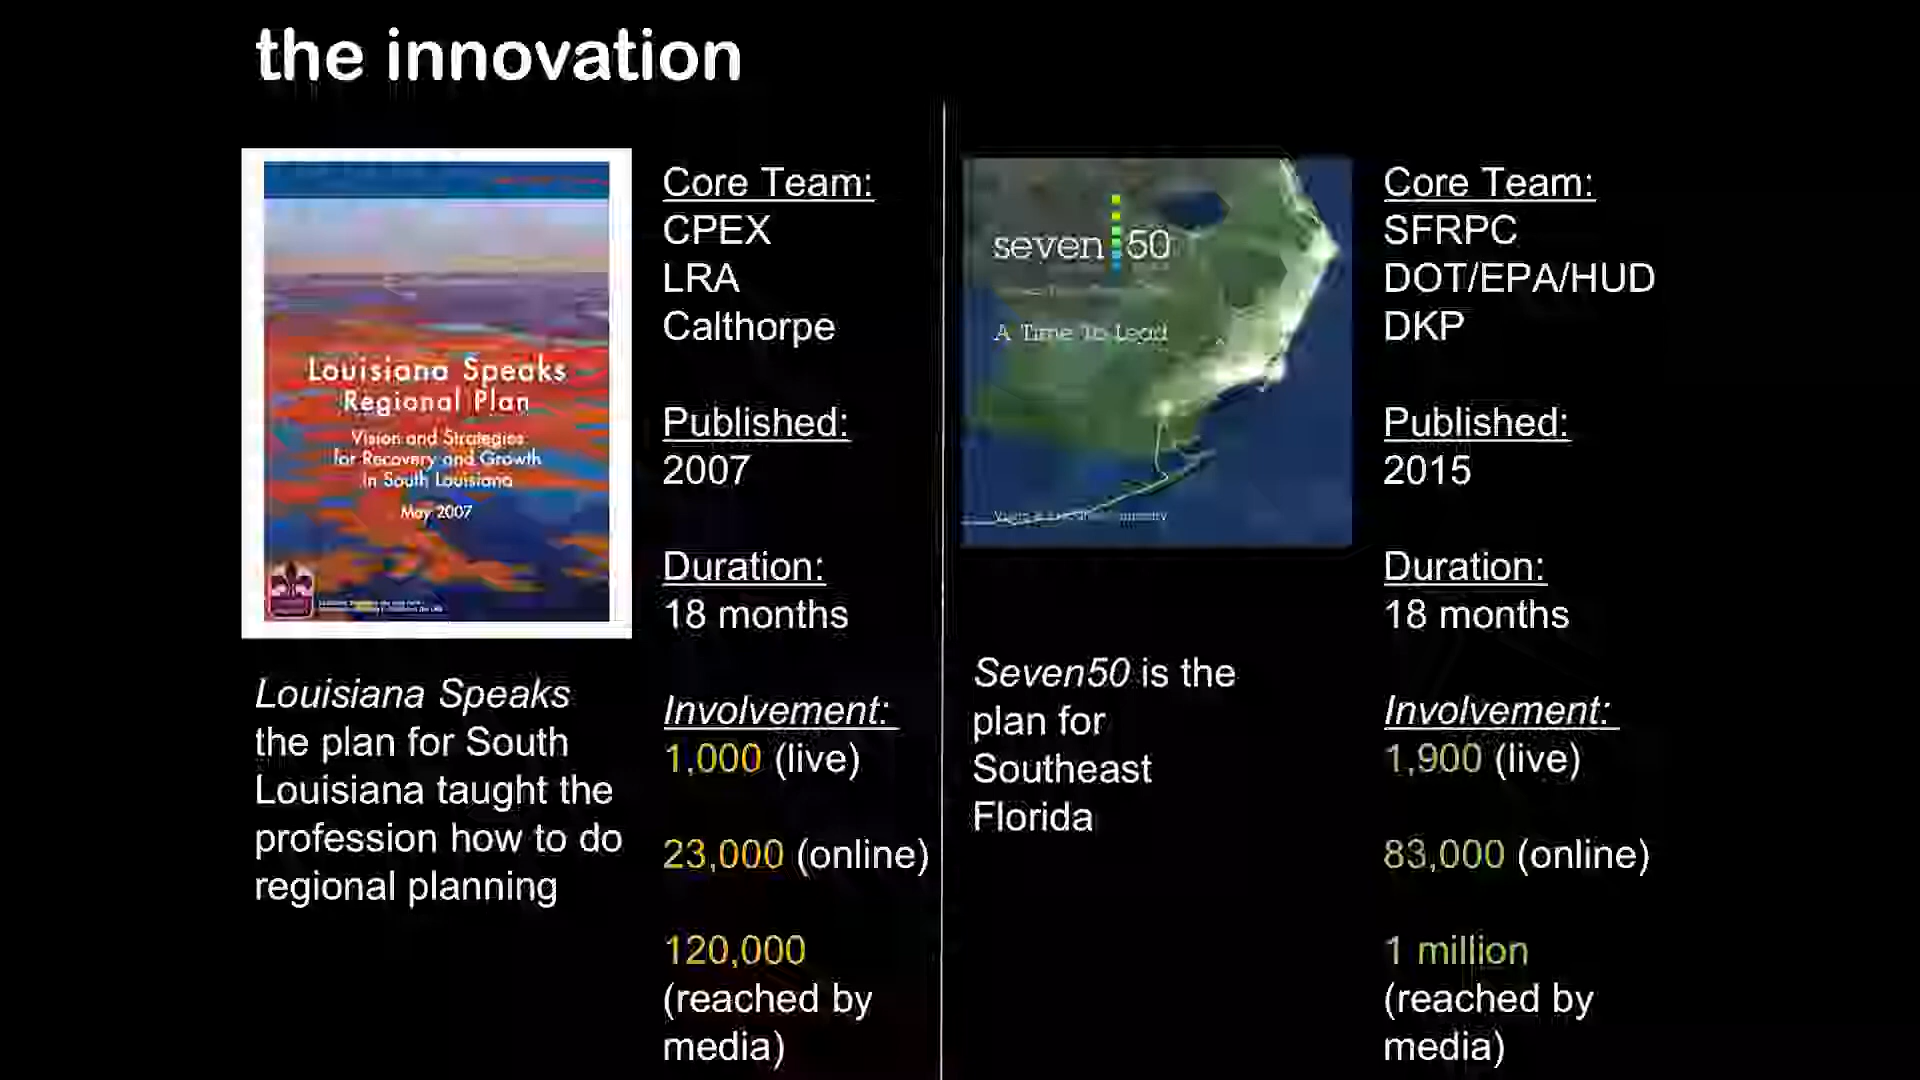 the innovation
Louisiana Speaks
Regional Plan
Vision and Strategies
for Recovery and Growth
in South Louisiana
May 2007
Louisiana Speaks
the plan for South
Louisiana taught the
profession how to do
regional planning
Core Team:
CPEX
LRA
Calthorpe
Published:
2007
Duration:
18 months
Involvement:
1,000 (live)
23,000 (online)
120,000
(reached by
media)
seven 50
A Time To Lead
Seven50 is the
plan for
Southeast
Florida
Core Team:
SFRPC
DOT/EPA/HUD
DKP
Published:
2015
Duration:
18 months
Involvement:
1,900 (live)
83,000 (online)
1 million
(reached by
media)